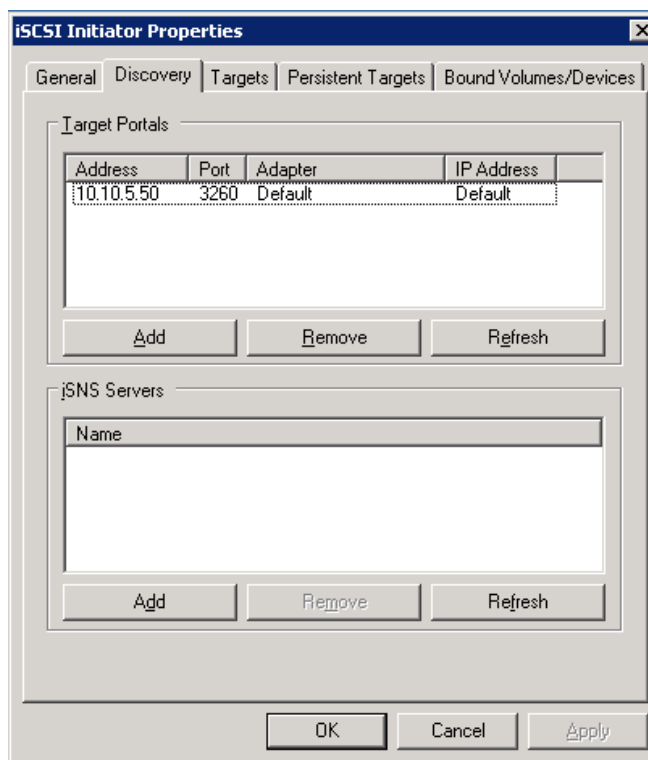 iSCSI Initiator Properties
General Discovery Targets Persistent Targets Bound Volumes/Devices
Target Portals
Address Port Adapter IP Address
10.10.5.50 3260 Default Default
Add Remove Refresh
iSNS Servers
Name
Add Remove Refresh
OK Cancel Apply